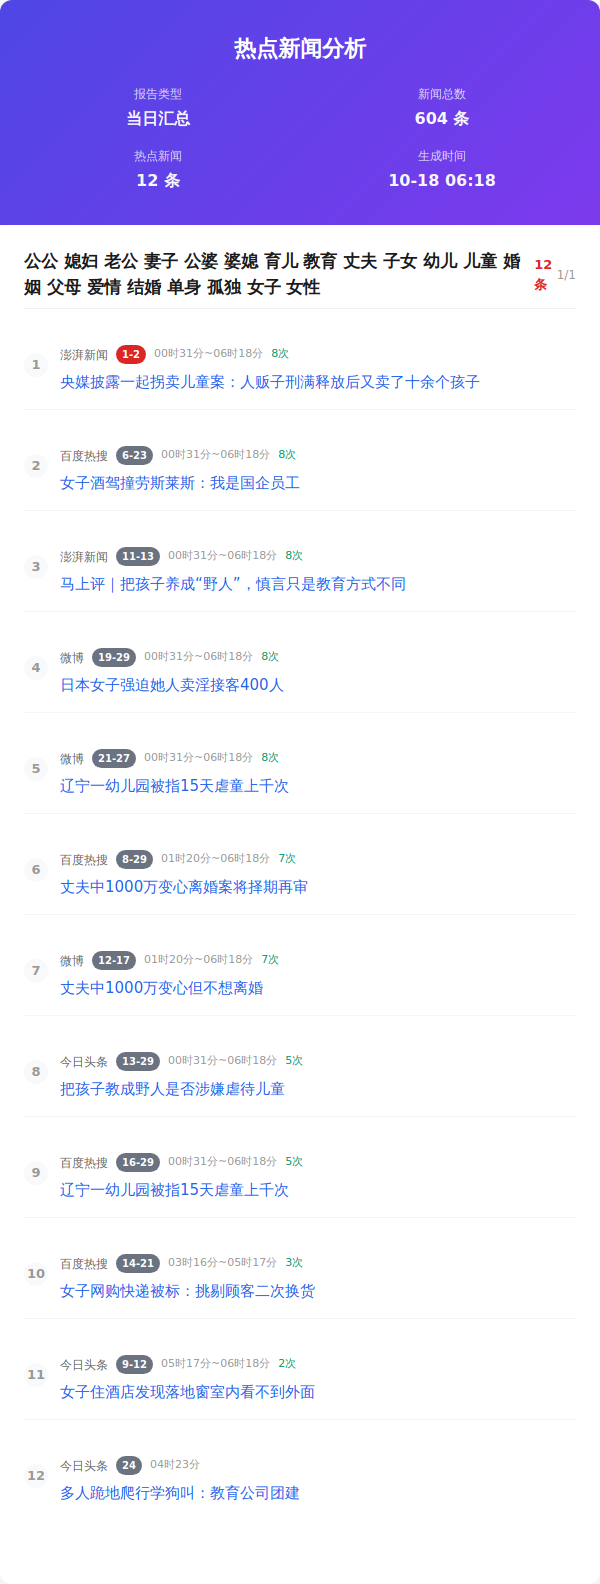 热点新闻分析
报告类型
当日汇总
新闻总数
604 条
热点新闻
12 条
生成时间
10-18 06:18
公公 媳妇 老公 妻子 公婆 婆媳 育儿 教育 丈夫 子女 幼儿 儿童 婚
姻 父母 爱情 结婚 单身 孤独 女子 女性
12
条
1/1
1
澎湃新闻 1-2 00时31分~06时18分 8次
央媒披露一起拐卖儿童案：人贩子刑满释放后又卖了十余个孩子
2
百度热搜 6-23 00时31分~06时18分 8次
女子酒驾撞劳斯莱斯：我是国企员工
3
澎湃新闻 11-13 00时31分~06时18分 8次
马上评｜把孩子养成“野人”，慎言只是教育方式不同
4
微博 19-29 00时31分~06时18分 8次
日本女子强迫她人卖淫接客400人
5
微博 21-27 00时31分~06时18分 8次
辽宁一幼儿园被指15天虐童上千次
6
百度热搜 8-29 01时20分~06时18分 7次
丈夫中1000万变心离婚案将择期再审
7
微博 12-17 01时20分~06时18分 7次
丈夫中1000万变心但不想离婚
8
今日头条 13-29 00时31分~06时18分 5次
把孩子教成野人是否涉嫌虐待儿童
9
百度热搜 16-29 00时31分~06时18分 5次
辽宁一幼儿园被指15天虐童上千次
10
百度热搜 14-21 03时16分~05时17分 3次
女子网购快递被标：挑剔顾客二次换货
11
今日头条 9-12 05时17分~06时18分 2次
女子住酒店发现落地窗室内看不到外面
12
今日头条 24 04时23分
多人跪地爬行学狗叫：教育公司团建